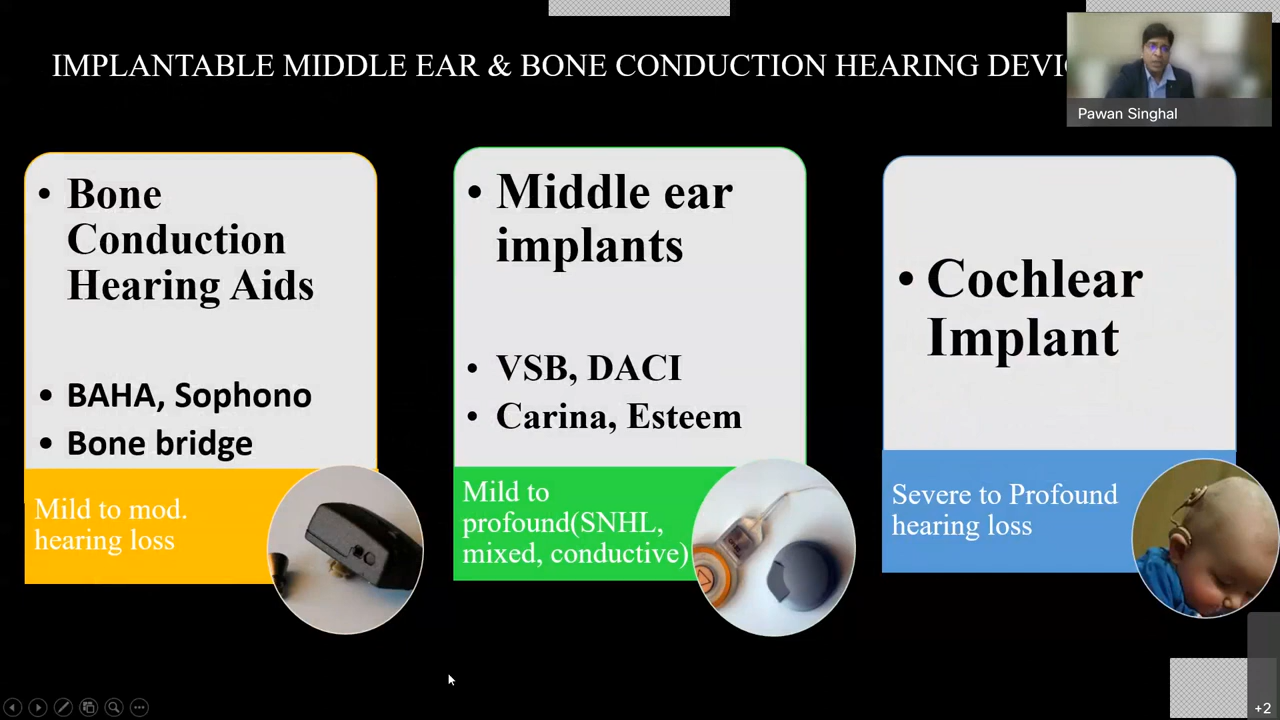 IMPLANTABLE MIDDLE EAR & BONE CONDUCTION HEARING
Pawan Singhal
• Bone
Conduction
Hearing Aids
• BAHA, Sophono
• Bone bridge
Mild to mod.
hearing loss
• Middle ear
implants
• VSB, DACI
• Carina, Esteem
Mild to
profound(SNHL,
mixed, conductive)
• Cochlear
Implant
Severe to Profound
hearing loss
+2